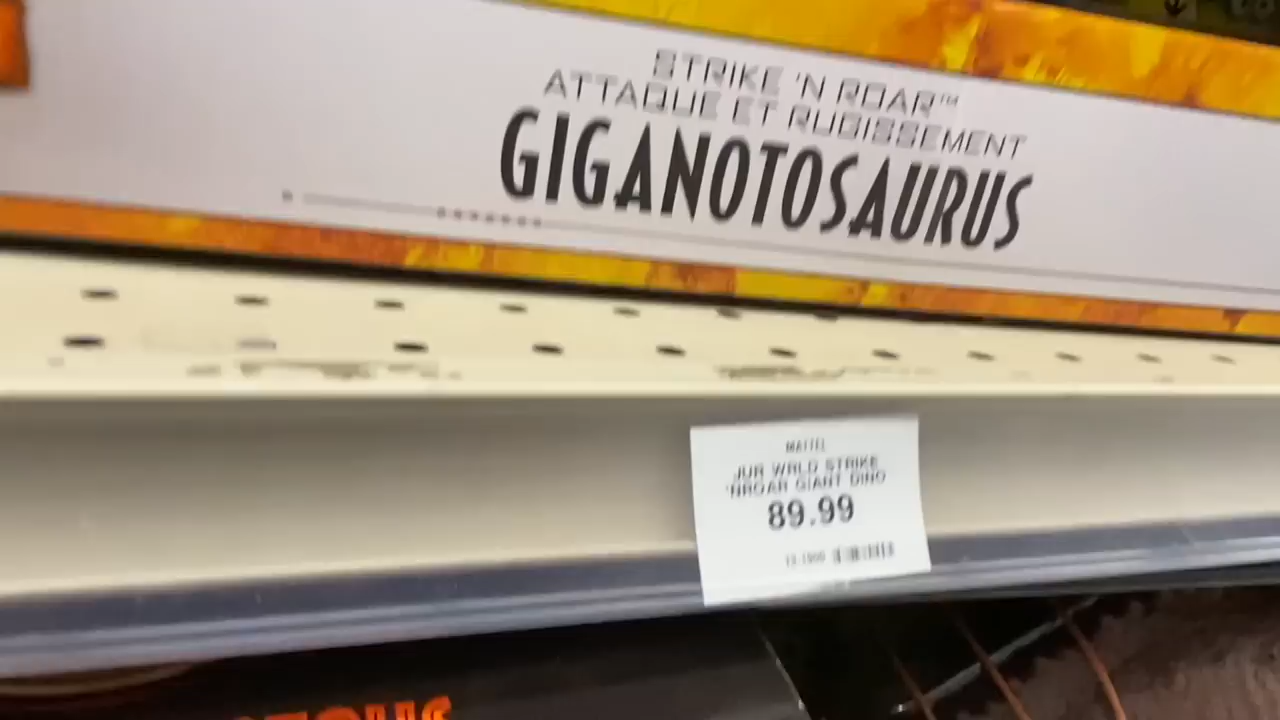 STRIKE 'N ROAR™
ATTAQUE ET RUGISSEMENT
GIGANOTOSAURUS
MATTEL
JUR WRLD STRIKE
'NROAR GIANT DINO
89.99